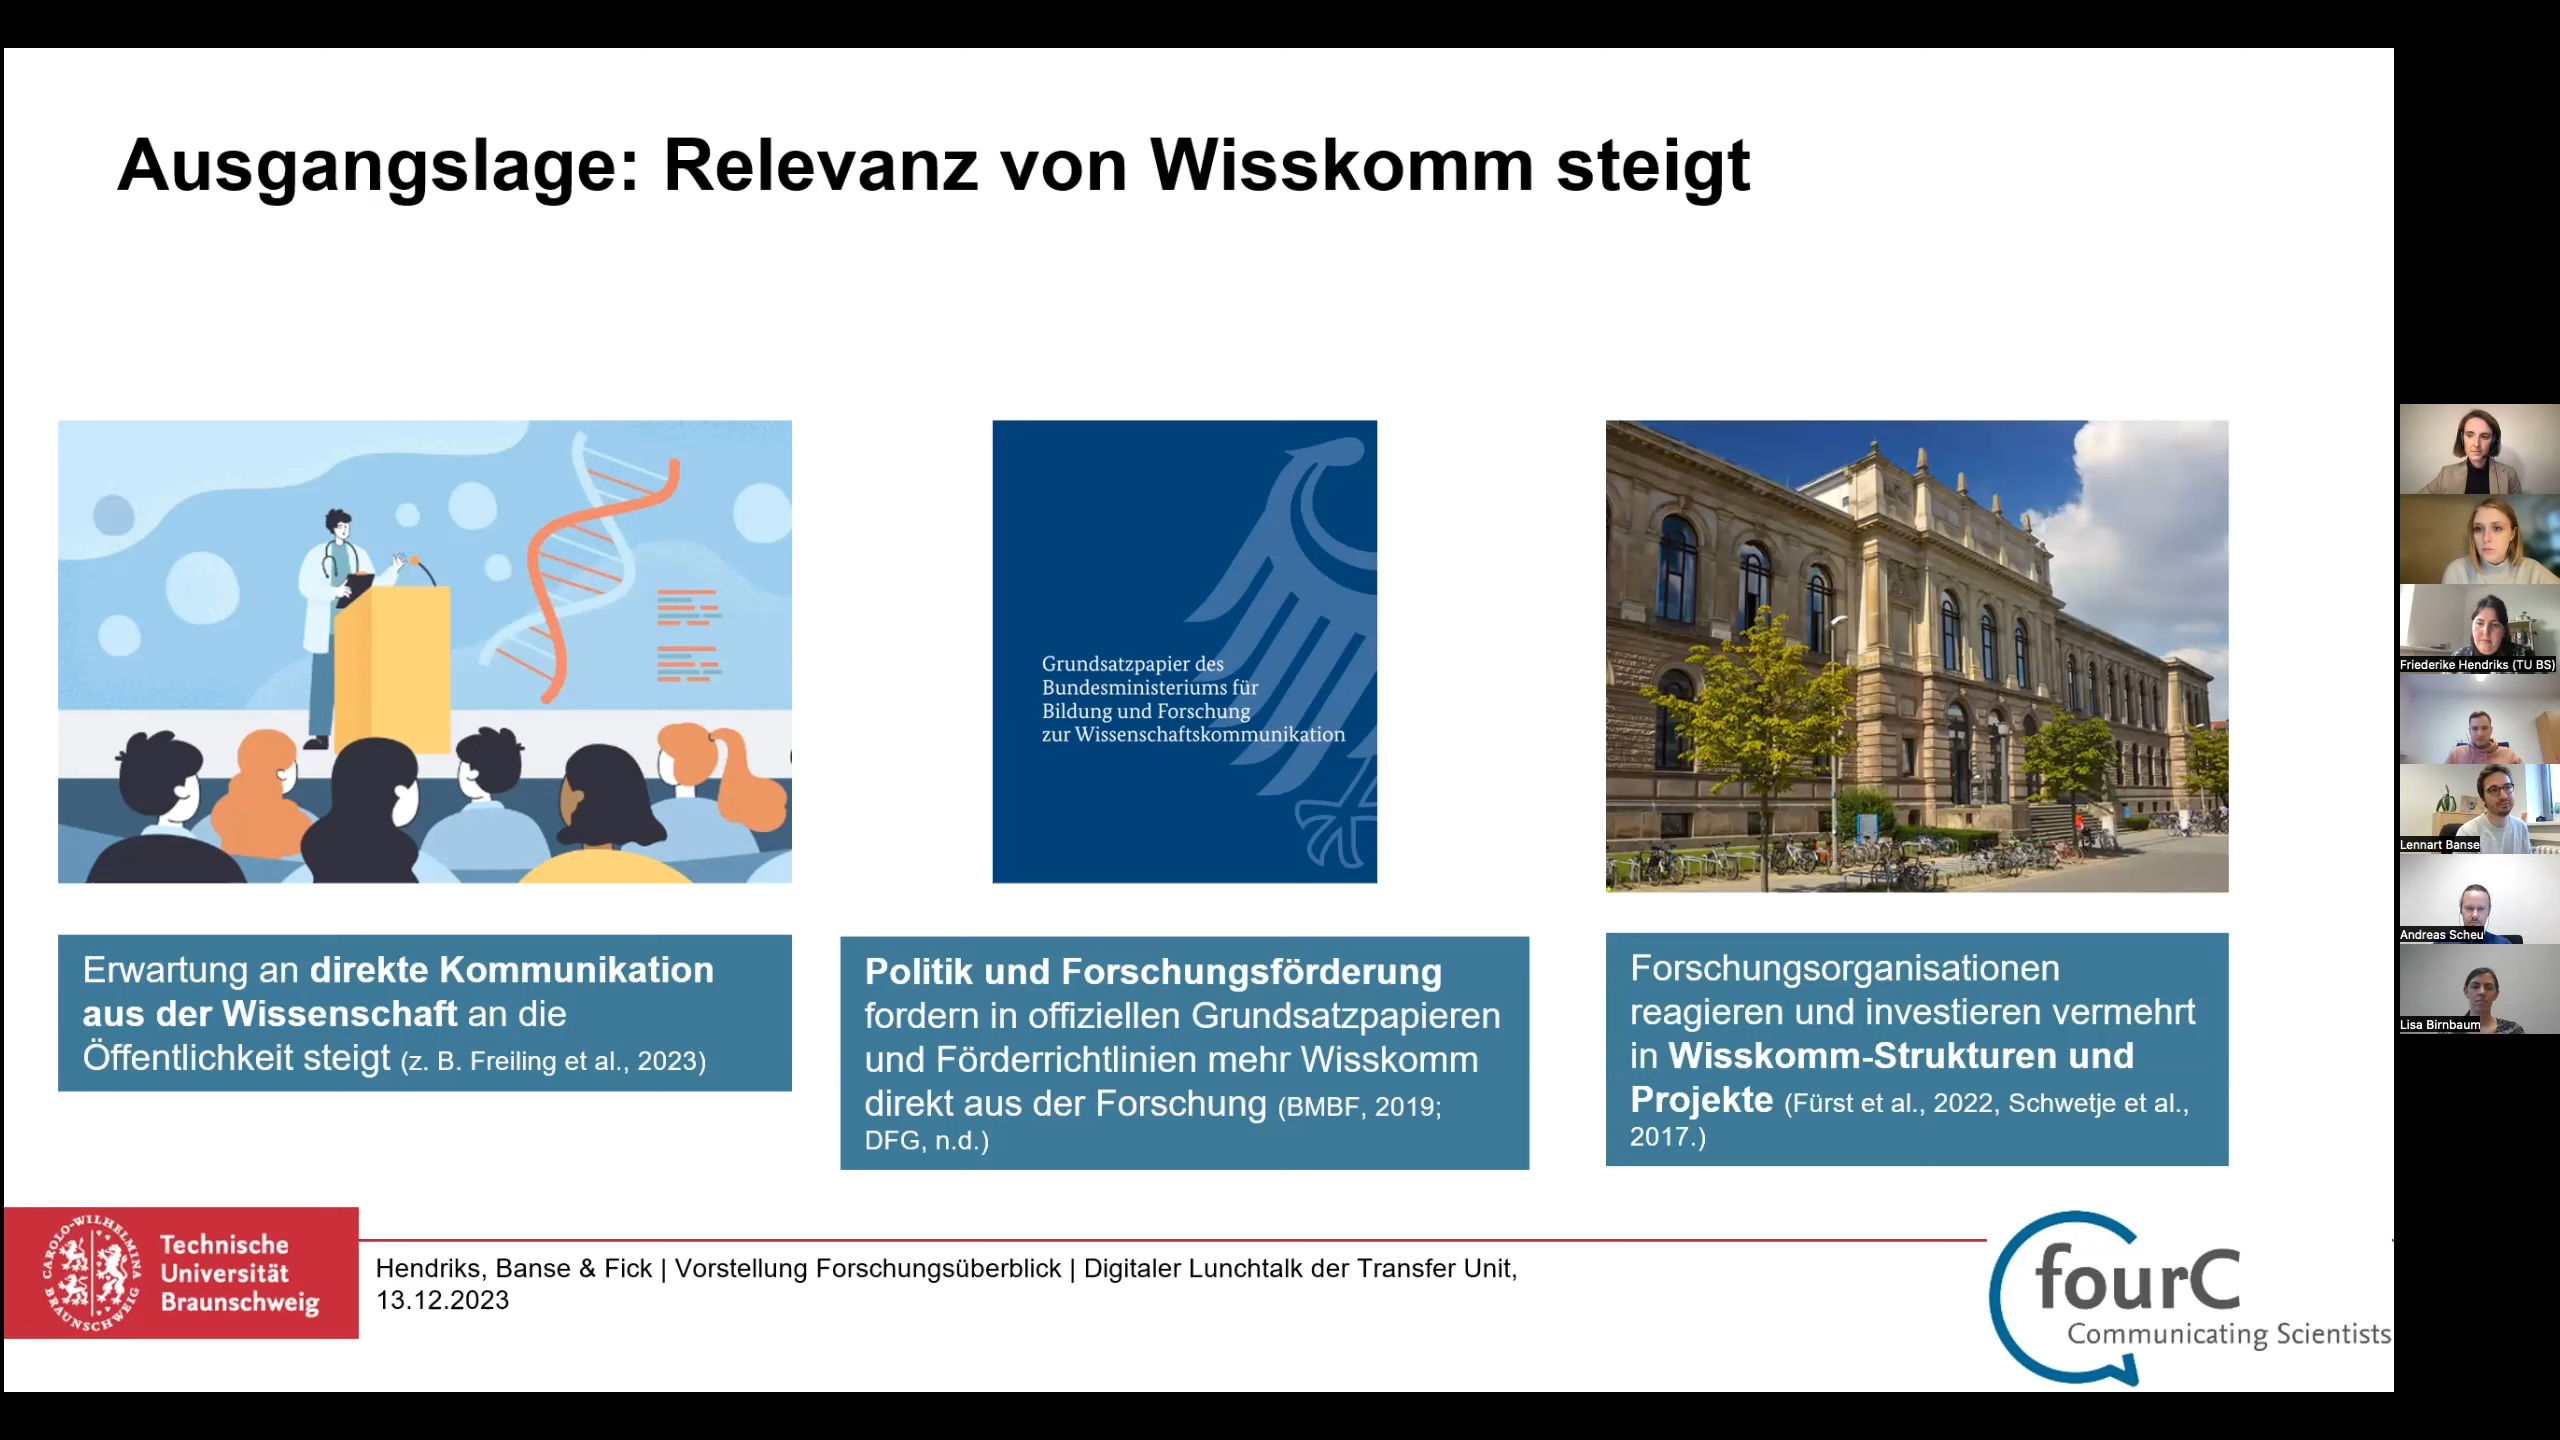 Ausgangslage: Relevanz von Wisskomm steigt
Grundsatzpapier des
Bundesministeriums für
Bildung und Forschung
zur Wissenschaftskommunikation
Erwartung an direkte Kommunikation
aus der Wissenschaft an die
Öffentlichkeit steigt (z. B. Freiling et al., 2023)
Politik und Forschungsförderung
fordern in offiziellen Grundsatzpapieren
und Förderrichtlinien mehr Wisskomm
direkt aus der Forschung (BMBF, 2019;
DFG, n.d.)
Forschungsorganisationen
reagieren und investieren vermehrt
in Wisskomm-Strukturen und
Projekte (Fürst et al., 2022, Schwetje et al.,
2017.)
CAROLO-WILHELMINA
BRAUNSCHWEIG
Technische
Universität
Braunschweig
Hendriks, Banse & Fick | Vorstellung Forschungsüberblick | Digitaler Lunchtalk der Transfer Unit,
13.12.2023
fourC
Communicating Scientists
Friederike Hendriks (TU BS)
Lennart Banse
Andreas Scheu
Lisa Birnbaum